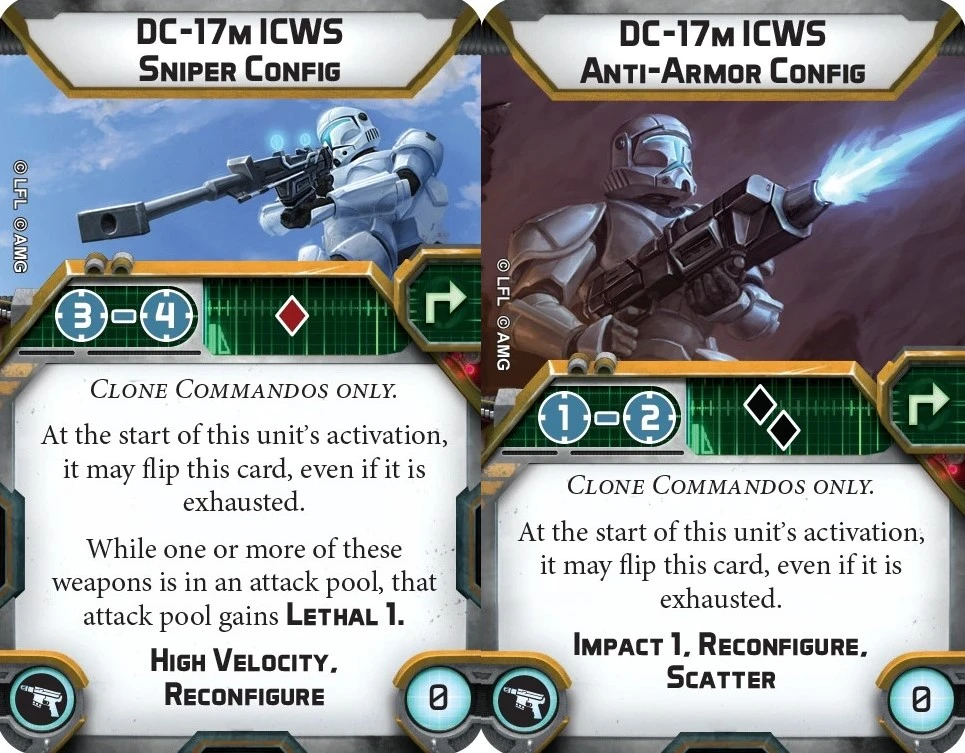 DC-17M ICWS
SNIPER CONFIG
© LFL © AMG
3 - 4
CLONE COMMANDOS ONLY.
At the start of this unit's activation,
it may flip this card, even if it is
exhausted.
While one or more of these
weapons is in an attack pool, that
attack pool gains LETHAL 1.
HIGH VELOCITY,
RECONFIGURE
0
DC-17M ICWS
ANTI-ARMOR CONFIG
© LFL © AMG
1 - 2
CLONE COMMANDOS ONLY.
At the start of this unit's activation,
it may flip this card, even if it is
exhausted.
IMPACT 1, RECONFIGURE,
SCATTER
0